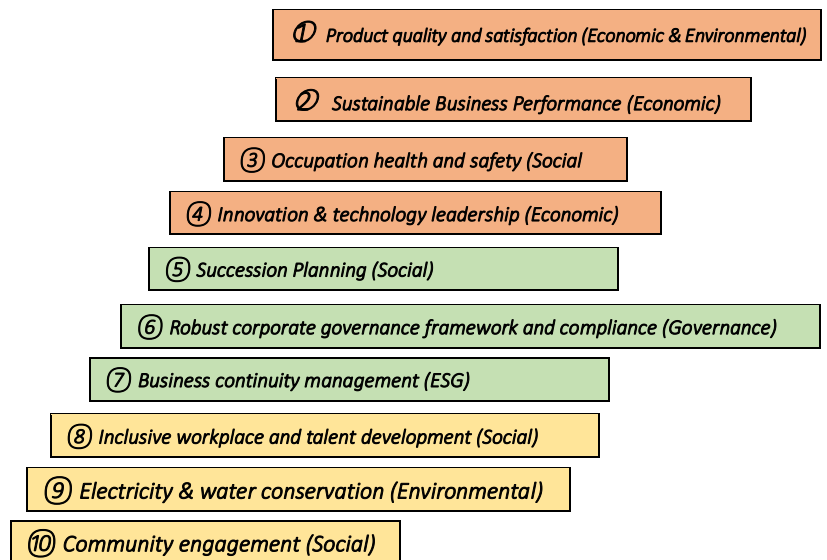 ① Product quality and satisfaction (Economic & Environmental)
② Sustainable Business Performance (Economic)
③ Occupation health and safety (Social
④ Innovation & technology leadership (Economic)
⑤ Succession Planning (Social)
⑥ Robust corporate governance framework and compliance (Governance)
⑦ Business continuity management (ESG)
⑧ Inclusive workplace and talent development (Social)
⑨ Electricity & water conservation (Environmental)
⑩ Community engagement (Social)